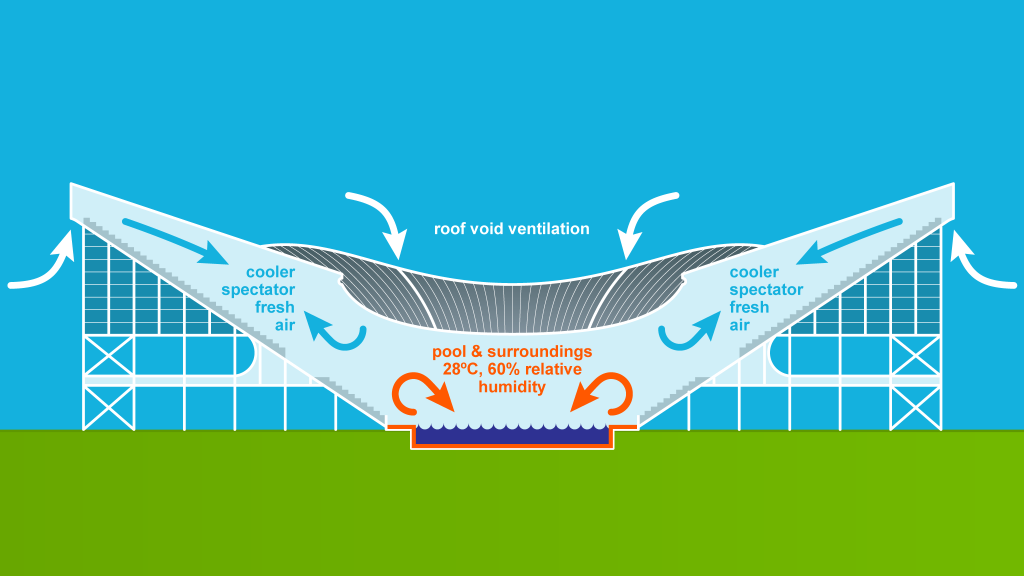 roof void ventilation
cooler
spectator
fresh
air
cooler
spectator
fresh
air
pool & surroundings
28ºC, 60% relative
humidity